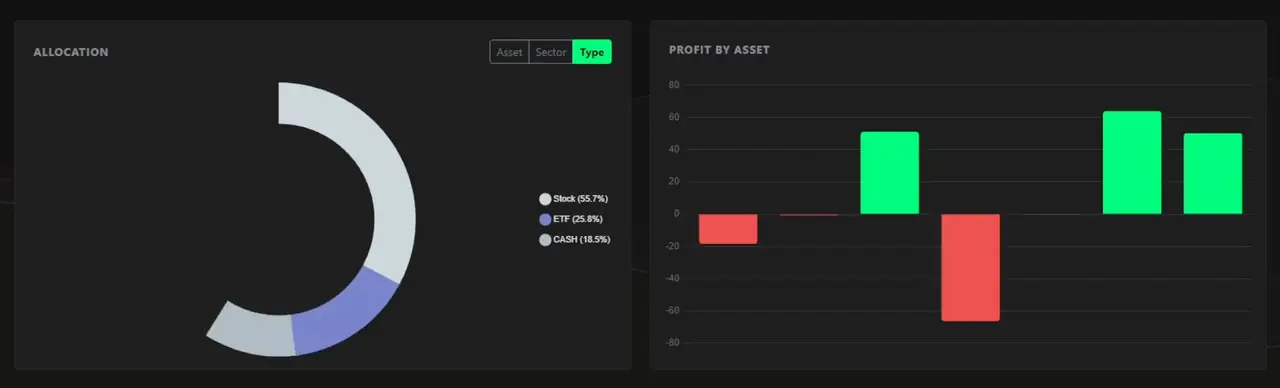 ALLOCATION
Asset Sector Type
Stock (55.7%)
ETF (25.8%)
CASH (18.5%)
PROFIT BY ASSET
80
60
40
20
0
-20
-40
-60
-80